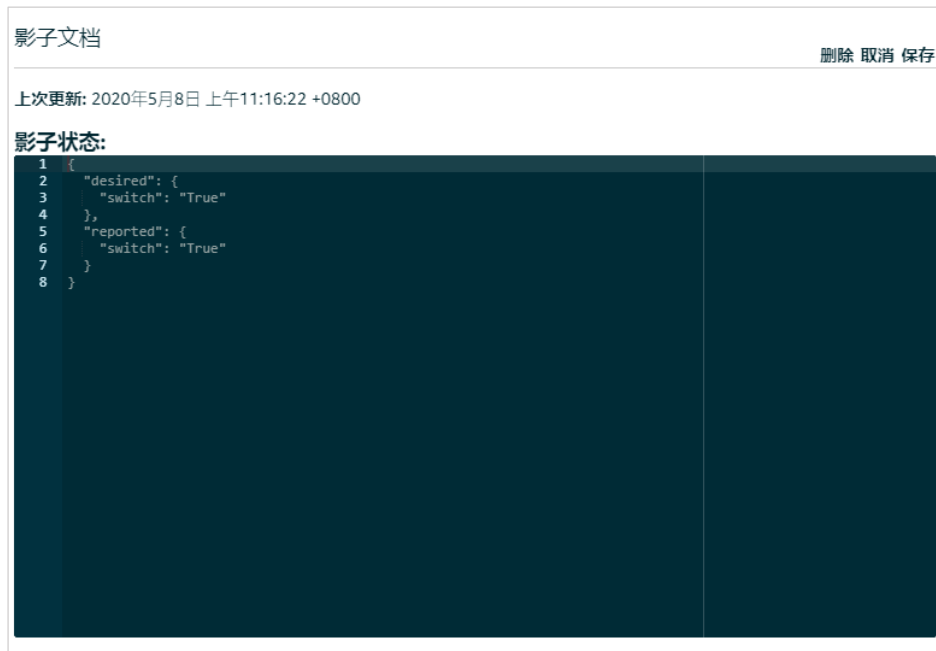 影子文档
删除 取消 保存
上次更新: 2020年5月8日 上午11:16:22 +0800
影子状态:
1 {
2   "desired": {
3     "switch": "True"
4   },
5   "reported": {
6     "switch": "True"
7   }
8 }